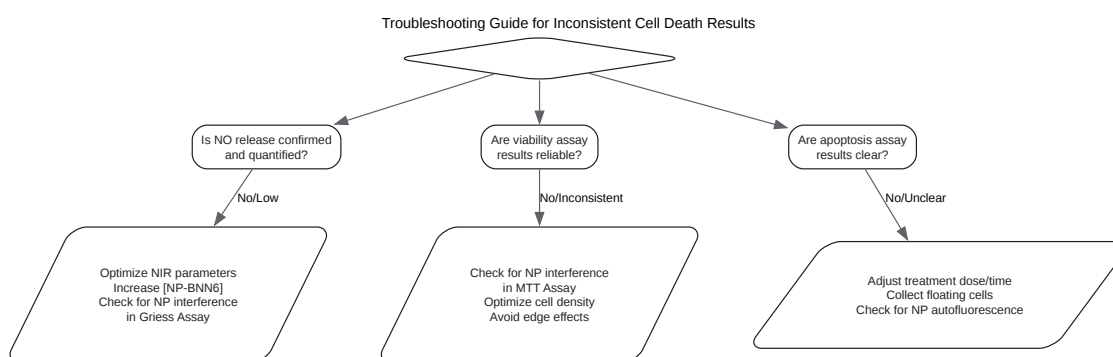 Troubleshooting Guide for Inconsistent Cell Death Results
Is NO release confirmed
and quantified?
Are viability assay
results reliable?
Are apoptosis assay
results clear?
No/Low
No/Inconsistent
No/Unclear
Optimize NIR parameters
Increase [NP-BNN6]
Check for NP interference
in Griess Assay
Check for NP interference
in MTT Assay
Optimize cell density
Avoid edge effects
Adjust treatment dose/time
Collect floating cells
Check for NP autofluorescence